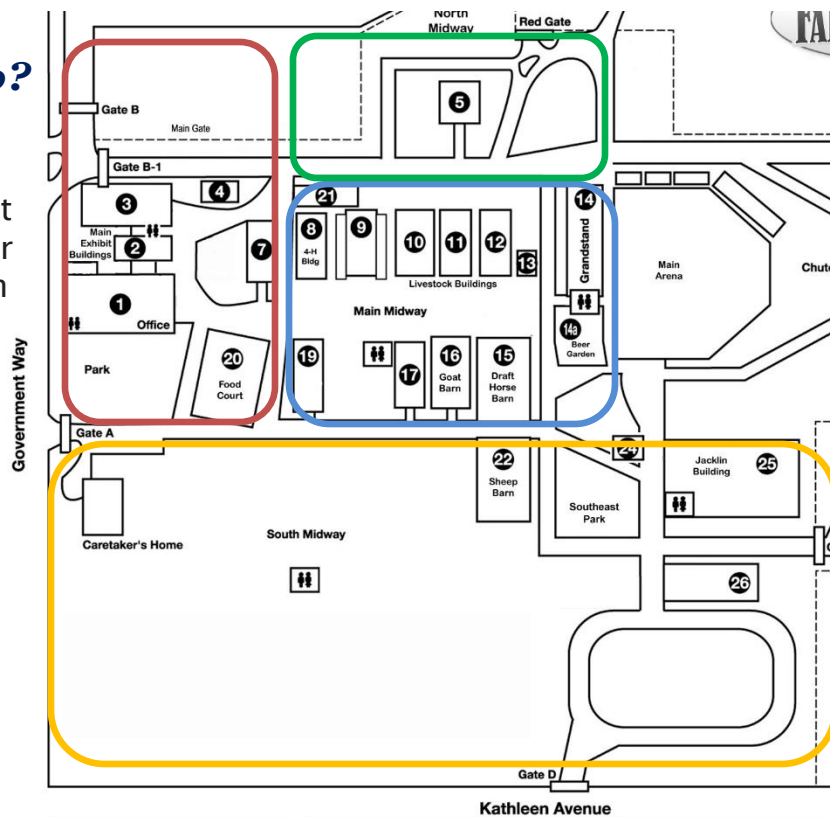 North
Midway
Red Gate
FA
o?
Gate B
Main Gate
5
Gate B-1
4
3
21
14
Main
Exhibit
Buildings
2
7
8
4-H
Bldg
9
10
11
12
13
Grandstand
Main
Arena
Chut
Livestock Buildings
1
Office
Main Midway
14a
Beer
Garden
Government Way
Park
20
Food
Court
19
17
16
Goat
Barn
15
Draft
Horse
Barn
Gate A
22
Sheep
Barn
24
Jacklin
Building
25
Southeast
Park
Caretaker's Home
South Midway
26
Gate D
Kathleen Avenue